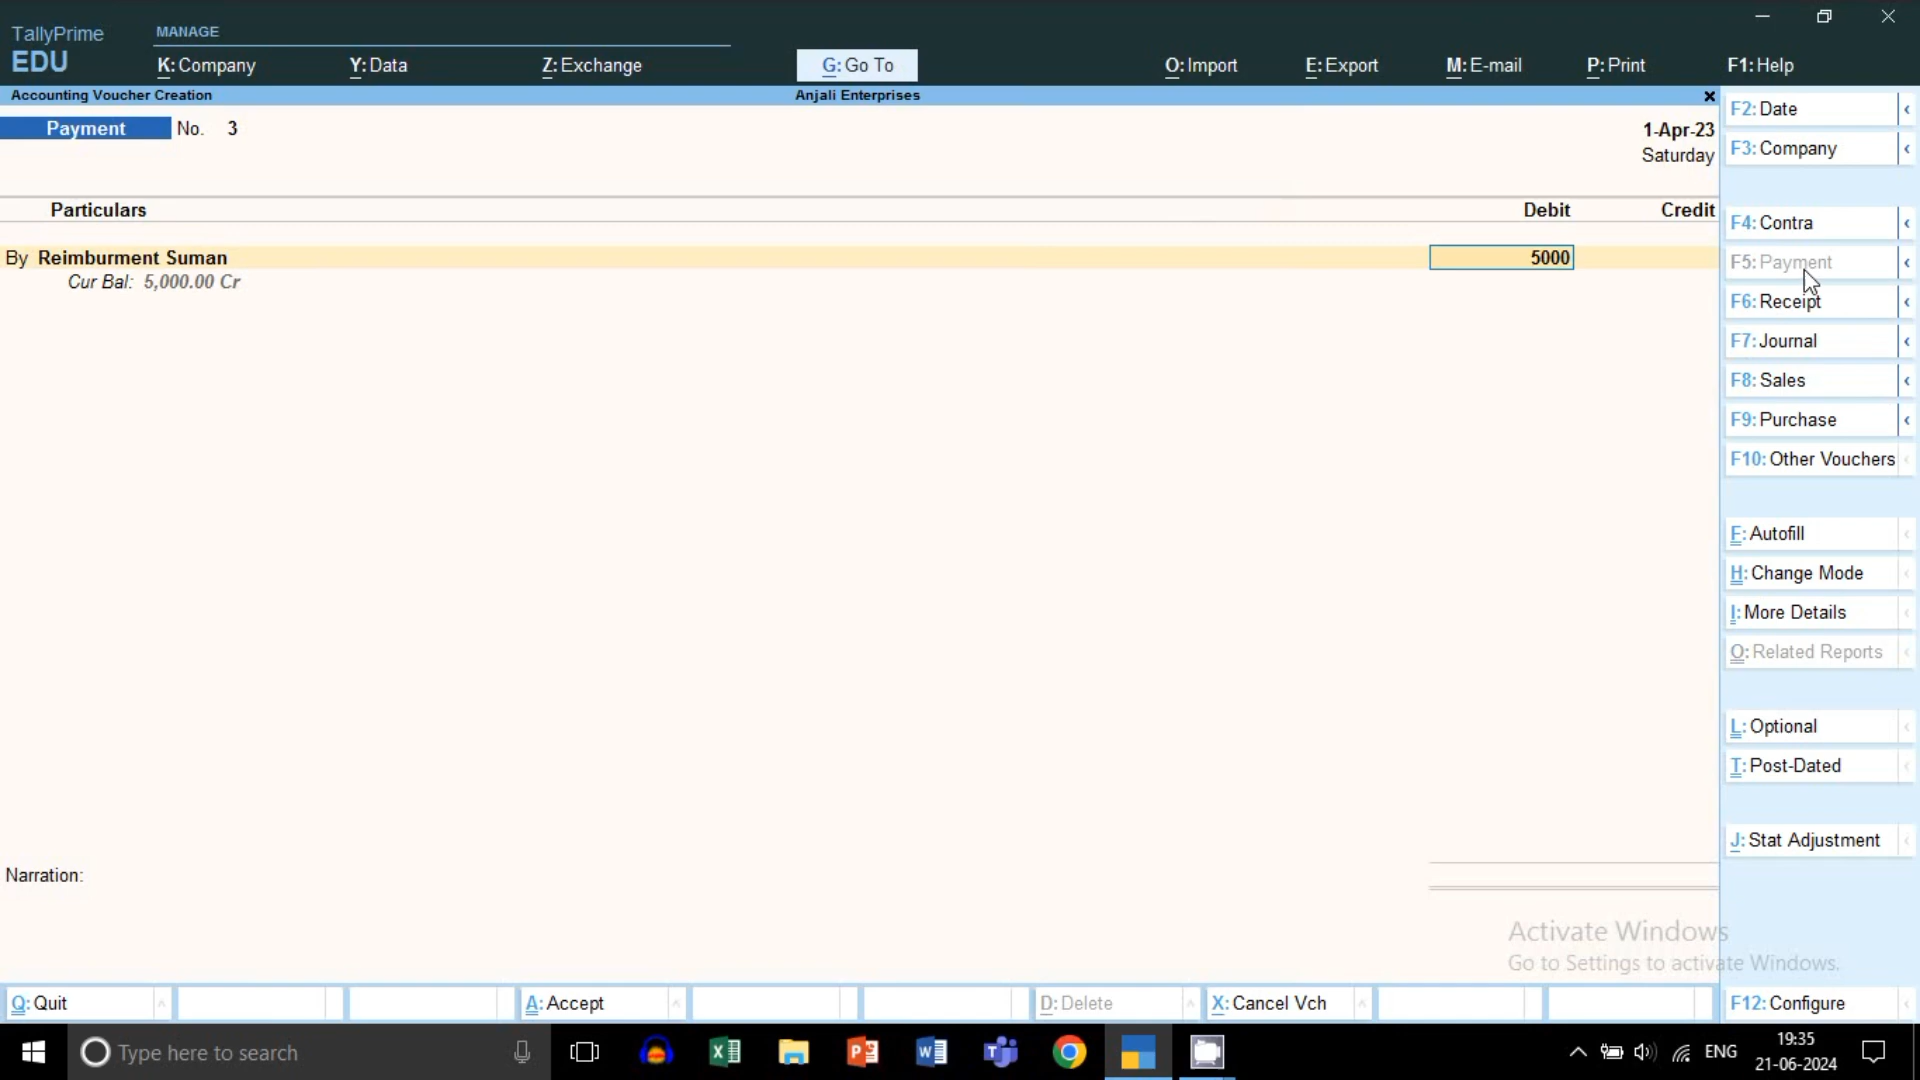 TallyPrime
EDU
MANAGE
K: Company
Y: Data
Z: Exchange
G: Go To
O: Import
E: Export
M: E-mail
P: Print
F1: Help
Accounting Voucher Creation
Anjali Enterprises
Payment No. 3
1-Apr-23
Saturday
Particulars
Debit
Credit
By Reimburment Suman
5000
Cur Bal: 5,000.00 Cr
Narration:
F2: Date
F3: Company
F4: Contra
F5: Payment
F6: Receipt
F7: Journal
F8: Sales
F9: Purchase
F10: Other Vouchers
F: Autofill
H: Change Mode
I: More Details
O: Related Reports
L: Optional
T: Post-Dated
J: Stat Adjustment
Activate Windows
Go to Settings to activate Windows.
Q: Quit
A: Accept
D: Delete
X: Cancel Vch
F12: Configure
Type here to search
ENG
19:35
21-06-2024